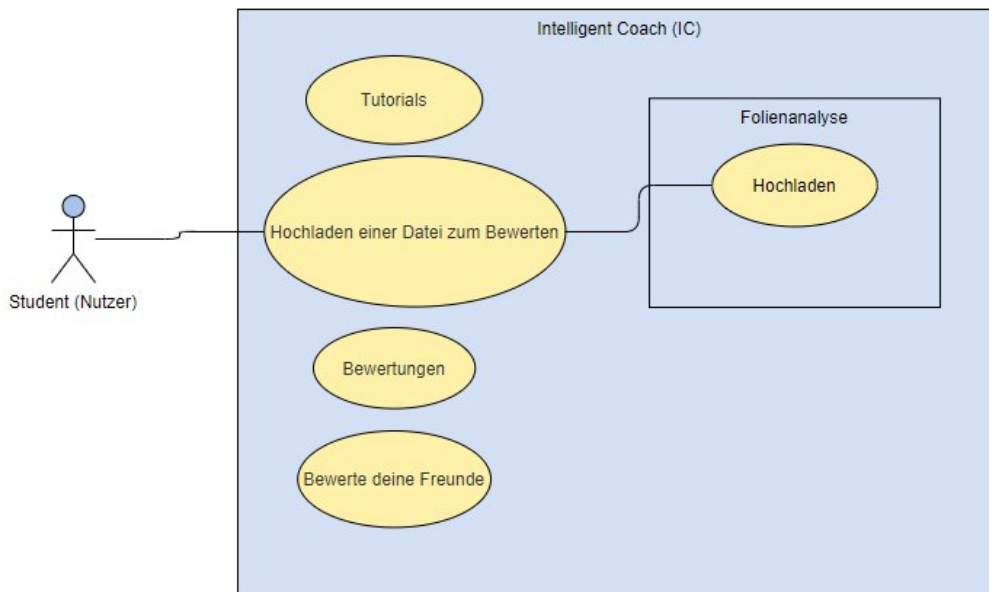 Intelligent Coach (IC)
Tutorials
Folienanalyse
Hochladen
Hochladen einer Datei zum Bewerten
Student (Nutzer)
Bewertungen
Bewerte deine Freunde